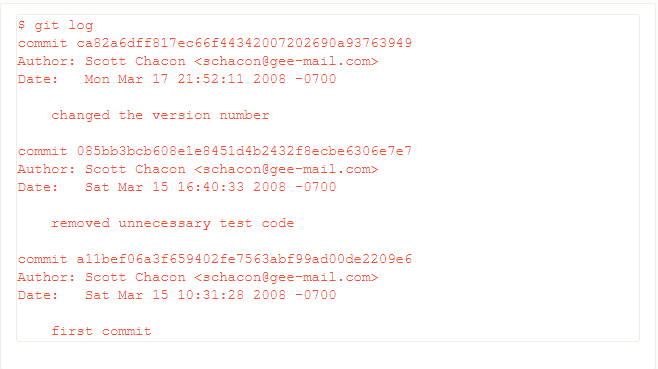 $ git log
commit ca82a6dff817ec66f44342007202690a93763949
Author: Scott Chacon <schacon@gee-mail.com>
Date:   Mon Mar 17 21:52:11 2008 -0700
    changed the version number
commit 085bb3bcb608e1e8451d4b2432f8ecbe6306e7e7
Author: Scott Chacon <schacon@gee-mail.com>
Date:   Sat Mar 15 16:40:33 2008 -0700
    removed unnecessary test code
commit a11bef06a3f659402fe7563abf99ad00de2209e6
Author: Scott Chacon <schacon@gee-mail.com>
Date:   Sat Mar 15 10:31:28 2008 -0700
    first commit